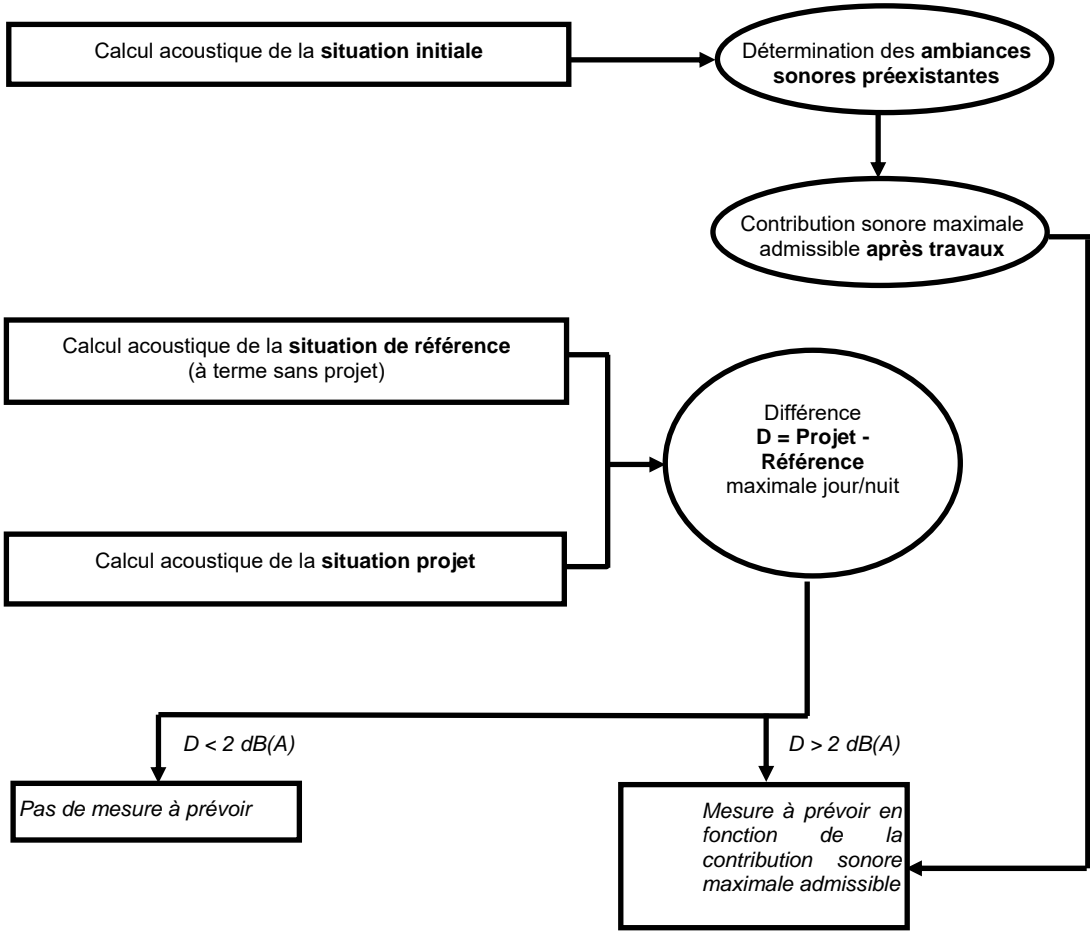 Calcul acoustique de la situation initiale
Détermination des ambiances
sonores préexistantes
Contribution sonore maximale
admissible après travaux
Calcul acoustique de la situation de référence
(à terme sans projet)
Différence
D = Projet -
Référence
maximale jour/nuit
Calcul acoustique de la situation projet
D < 2 dB(A)
D > 2 dB(A)
Pas de mesure à prévoir
Mesure à prévoir en
fonction de la
contribution sonore
maximale admissible